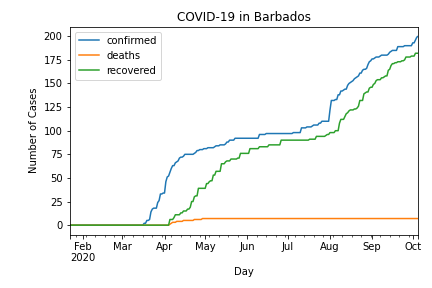 COVID-19 in Barbados
confirmed
deaths
recovered
200
175
150
125
100
75
50
25
0
Number of Cases
Feb Mar Apr May Jun Jul Aug Sep Oct
2020
Day